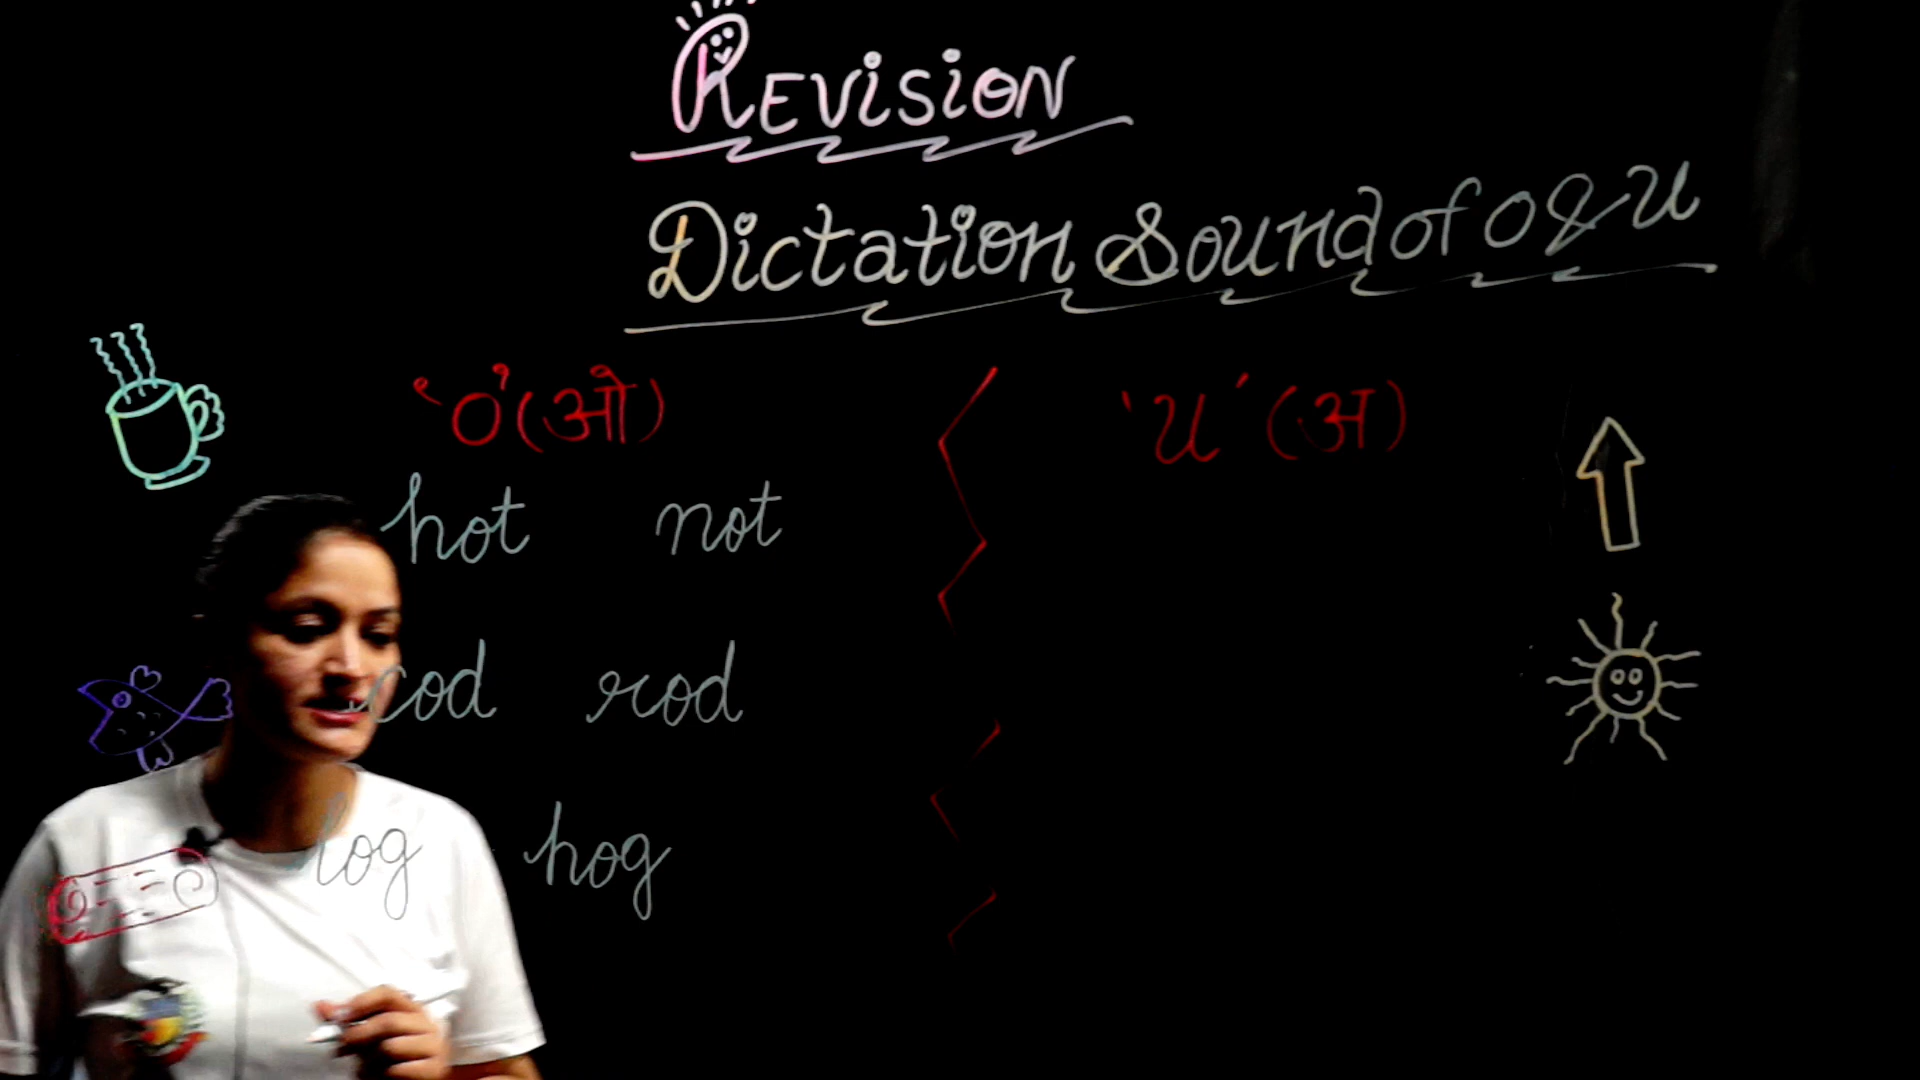 REVISION
Dictation Sound of o & u
'o' (ओ) 'u' (अ)
hot not
cod rod
log hog